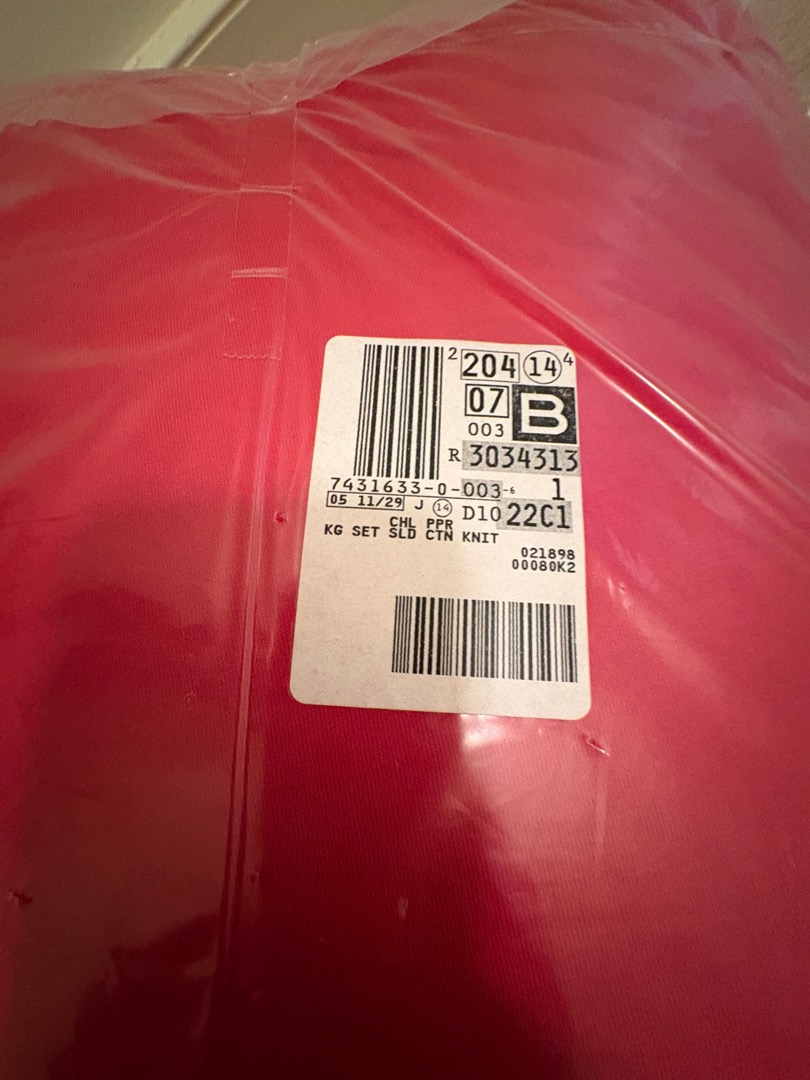 2 204 14 4
07 B
003
R 3034313
7431633-0-003-6 1
05 11/29 J 14 D10 22C1
CHL PPR
KG SET SLD CTN KNIT
021898
00080K2